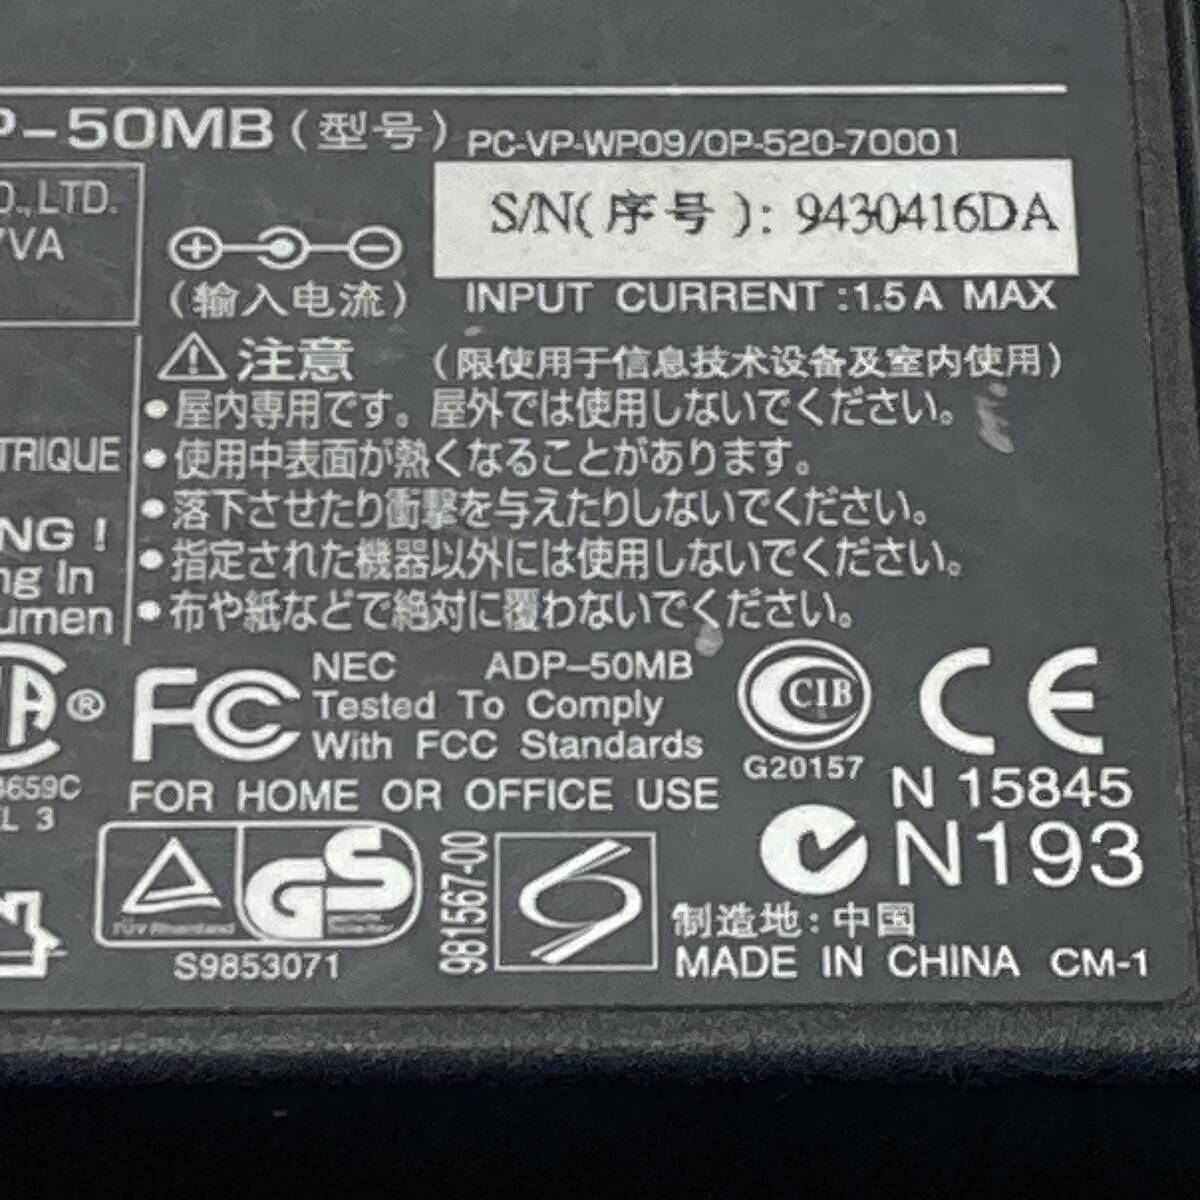 P-50MB(型号) PC-VP-WP09/OP-520-70001
O.,LTD.
VA
S/N(序号): 9430416DA
(输入电流) INPUT CURRENT :1.5A MAX
注意 (限使用于信息技术设备及室内使用)
•屋内専用です。屋外では使用しないでください。
TRIQUE
•使用中表面が熱くなることがあります。
•落下させたり衝撃を与えたりしないでください。
NG !
•指定された機器以外には使用しないでください。
ng In
umen
•布や紙などで絶対に覆わないでください。
FC NEC ADP-50MB
Tested To Comply
With FCC Standards
FOR HOME OR OFFICE USE
®
3659C
L 3
CIB
G20157
CE
N 15845
N193
TÜV Rheinland
GS
S9853071
981567-00
制造地:中国
MADE IN CHINA CM-1